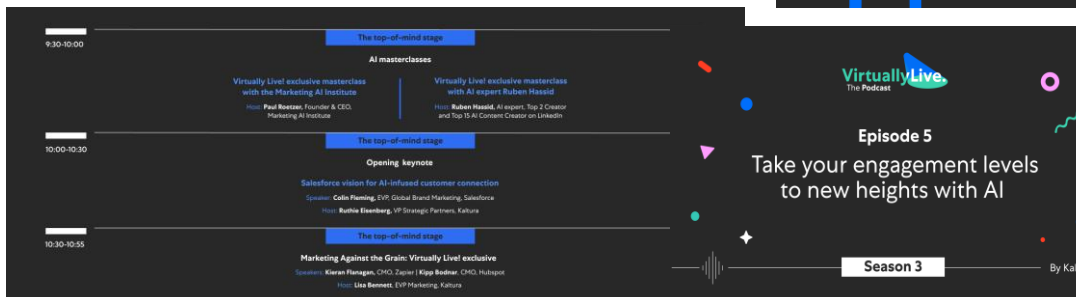 9:30-10:00
The top-of-mind stage
AI masterclasses
Virtually Live! exclusive masterclass
with the Marketing AI Institute
Host: Paul Roetzer, Founder & CEO,
Marketing AI Institute
Virtually Live! exclusive masterclass
with AI expert Ruben Hassid
Host: Ruben Hassid, AI expert, Top 2 Creator
and Top 15 AI Content Creator on LinkedIn
10:00-10:30
The top-of-mind stage
Opening keynote
Salesforce vision for AI-infused customer connection
Speaker: Colin Fleming, EVP, Global Brand Marketing, Salesforce
Host: Ruthie Eisenberg, VP Strategic Partners, Kaltura
10:30-10:55
The top-of-mind stage
Marketing Against the Grain: Virtually Live! exclusive
Speakers: Kieran Flanagan, CMO, Zapier | Kipp Bodnar, CMO, Hubspot
Host: Lisa Bennett, EVP Marketing, Kaltura
VirtuallyLive.
The Podcast
Episode 5
Take your engagement levels
to new heights with AI
Season 3
By Kal